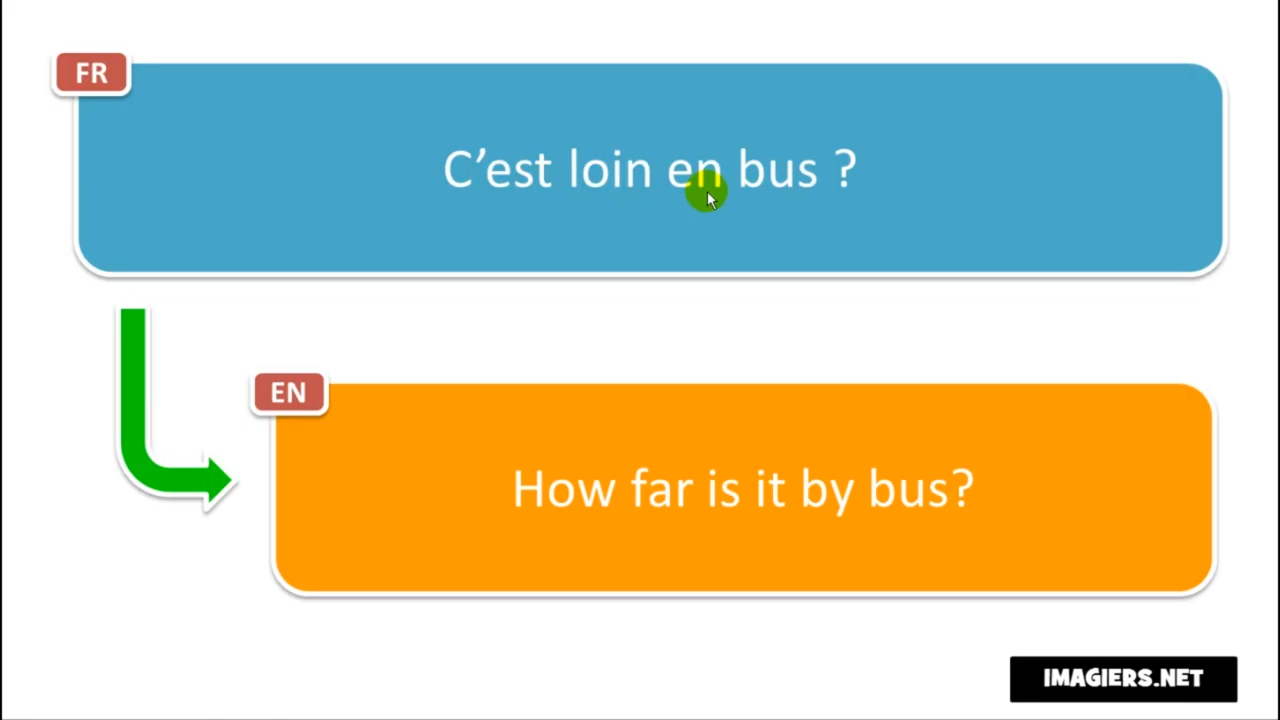 FR
C’est loin en bus ?
EN
How far is it by bus?
IMAGIERS.NET